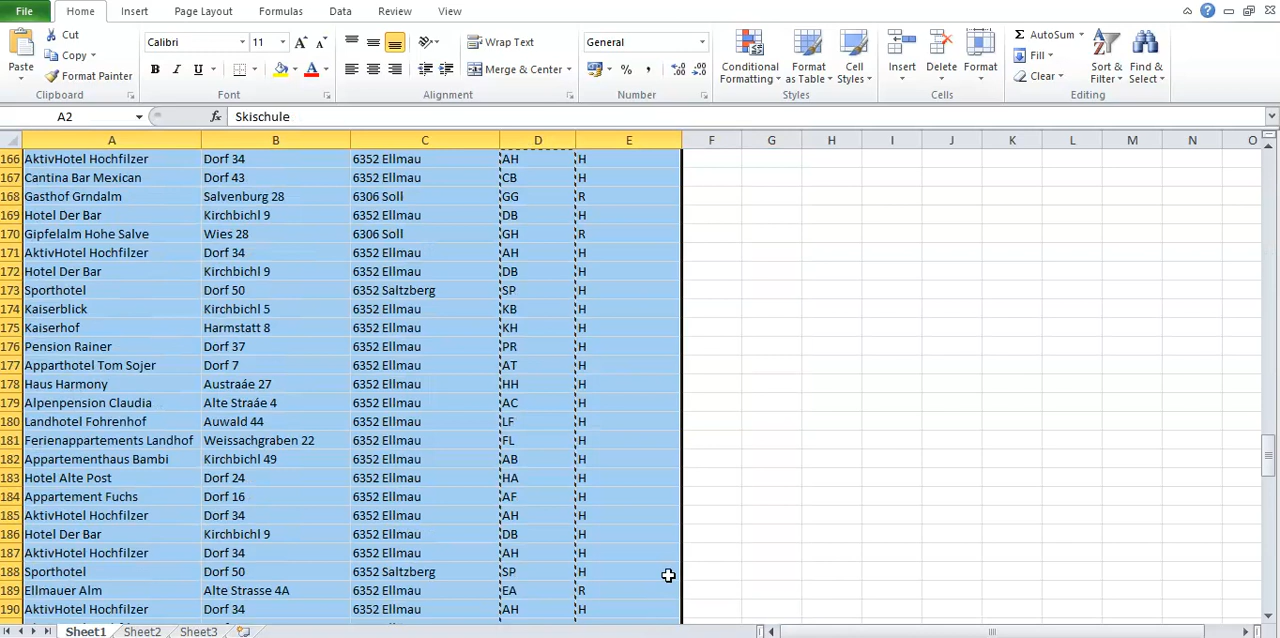 File Home Insert Page Layout Formulas Data Review View
Cut
Copy
Format Painter
Paste
Calibri 11
B I U
Wrap Text
Merge & Center
General
Conditional Formatting
Format as Table
Cell Styles
Insert Delete Format
Σ AutoSum
Fill
Clear
Sort & Filter
Find & Select
Clipboard Font Alignment Number Styles Cells Editing
A2 fx Skischule
A B C D E F G H I J K L M N O
166 AktivHotel Hochfilzer Dorf 34 6352 Ellmau AH H
167 Cantina Bar Mexican Dorf 43 6352 Ellmau CB H
168 Gasthof Grndalm Salvenburg 28 6306 Soll GG R
169 Hotel Der Bar Kirchbichl 9 6352 Ellmau DB H
170 Gipfelalm Hohe Salve Wies 28 6306 Soll GH R
171 AktivHotel Hochfilzer Dorf 34 6352 Ellmau AH H
172 Hotel Der Bar Kirchbichl 9 6352 Ellmau DB H
173 Sporthotel Dorf 50 6352 Saltzberg SP H
174 Kaiserblick Kirchbichl 5 6352 Ellmau KB H
175 Kaiserhof Harmstatt 8 6352 Ellmau KH H
176 Pension Rainer Dorf 37 6352 Ellmau PR H
177 Apparthotel Tom Sojer Dorf 7 6352 Ellmau AT H
178 Haus Harmony Austraáe 27 6352 Ellmau HH H
179 Alpenpension Claudia Alte Straáe 4 6352 Ellmau AC H
180 Landhotel Fohrenhof Auwald 44 6352 Ellmau LF H
181 Ferienappartements Landhof Weissachgraben 22 6352 Ellmau FL H
182 Appartementhaus Bambi Kirchbichl 49 6352 Ellmau AB H
183 Hotel Alte Post Dorf 24 6352 Ellmau HA H
184 Appartement Fuchs Dorf 16 6352 Ellmau AF H
185 AktivHotel Hochfilzer Dorf 34 6352 Ellmau AH H
186 Hotel Der Bar Kirchbichl 9 6352 Ellmau DB H
187 AktivHotel Hochfilzer Dorf 34 6352 Ellmau AH H
188 Sporthotel Dorf 50 6352 Saltzberg SP H
189 Ellmauer Alm Alte Strasse 4A 6352 Ellmau EA R
190 AktivHotel Hochfilzer Dorf 34 6352 Ellmau AH H
Sheet1 Sheet2 Sheet3